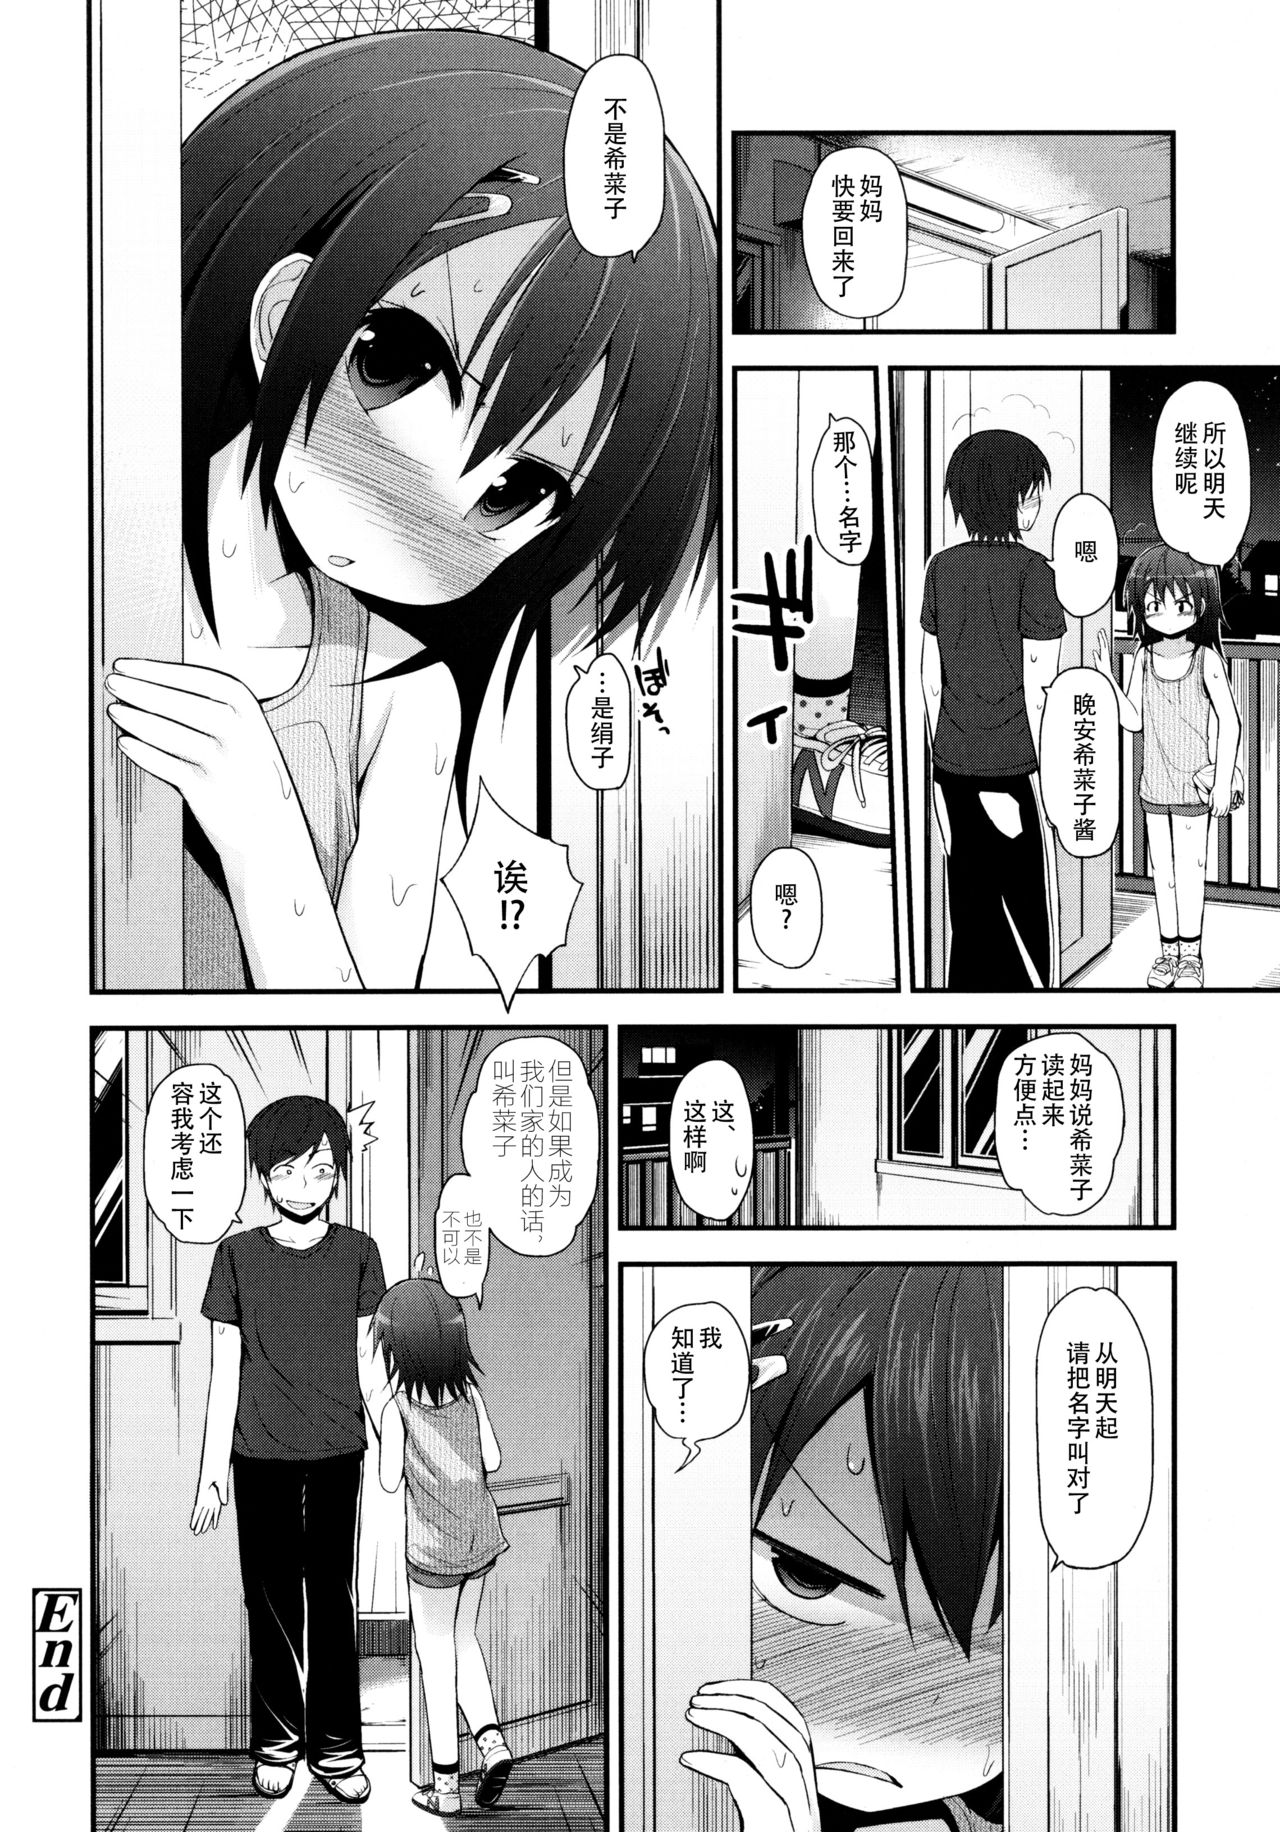 妈妈
快要回来了
所以明天
继续呢
嗯
晚安希菜子酱
那个…名字
嗯?
不是希菜子
…是绢子
ぼそっ
诶
!?
妈妈说希菜子
读起来
方便点…
这、
这样啊
从明天起
请把名字叫对了
我
知道了…
但是如果成为
我们家的人的话,
叫希菜子
也不是
不可以
这个还
容我考虑一下
End